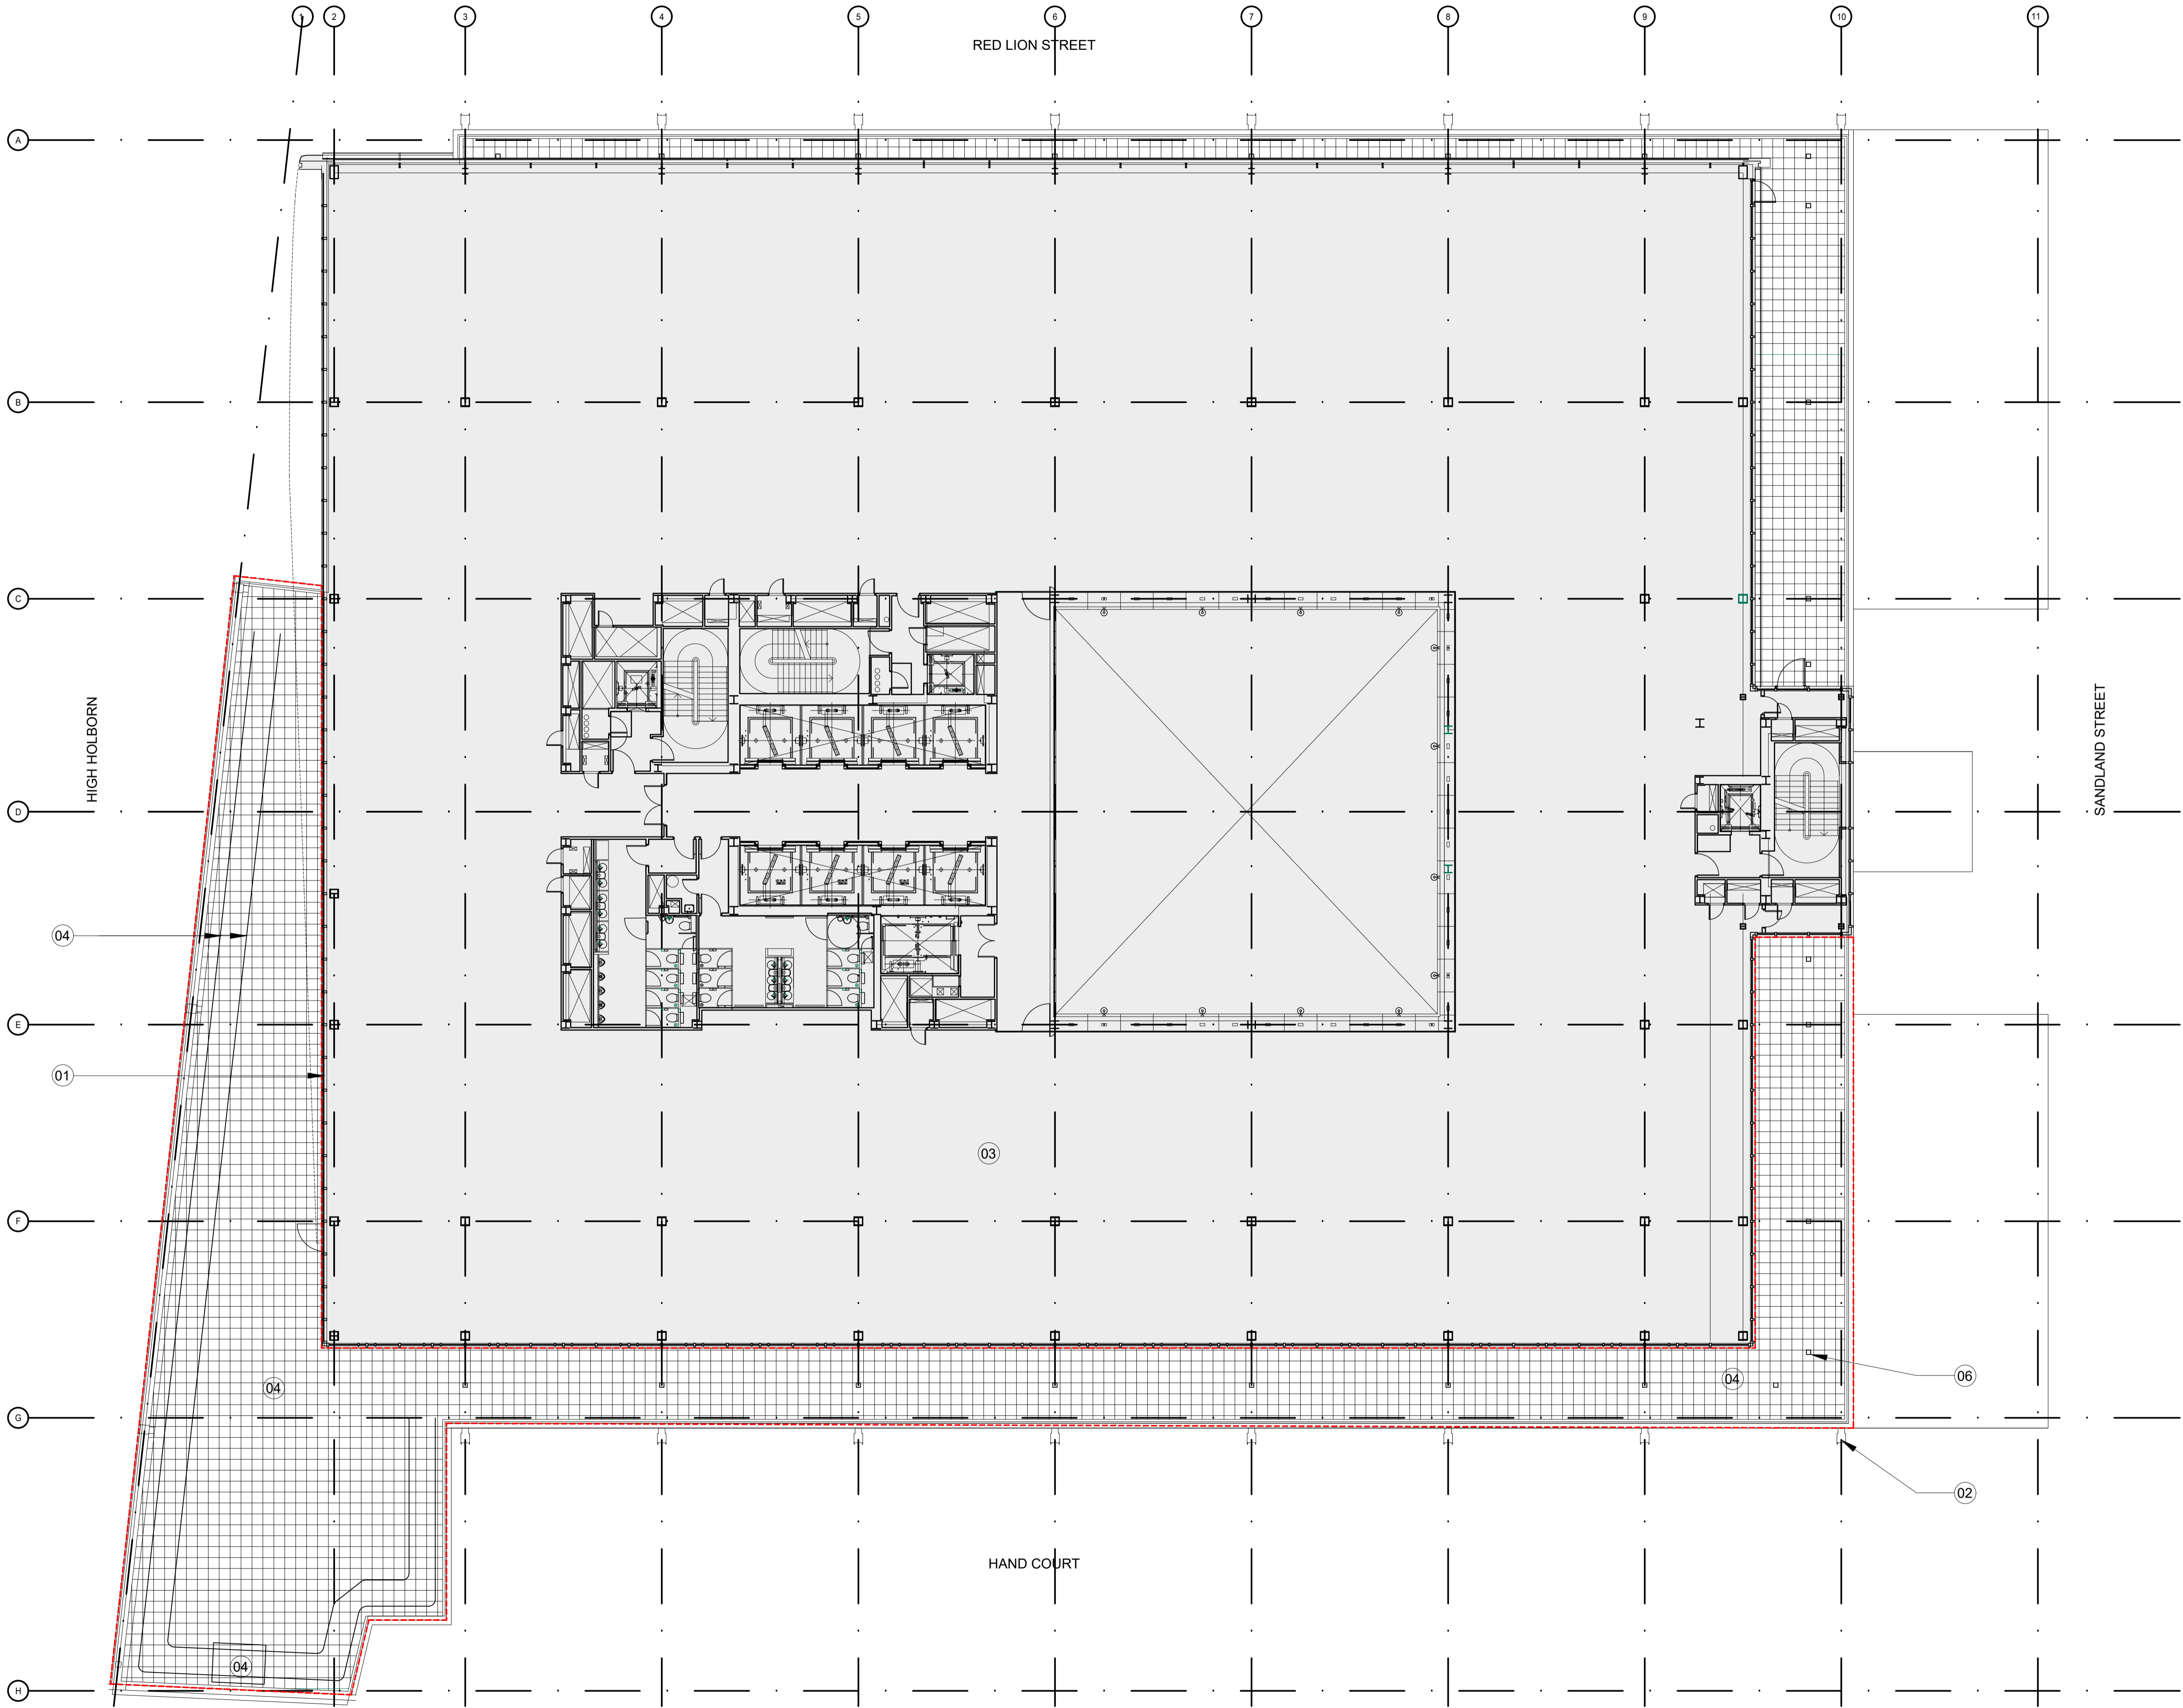 1 2 3 4 5 6 7 8 9 10 11
RED LION STREET
A
B
C
HIGH HOLBORN
SANDLAND STREET
D
04
E
01
03
F
06
04
04
G
02
HAND COURT
04
H